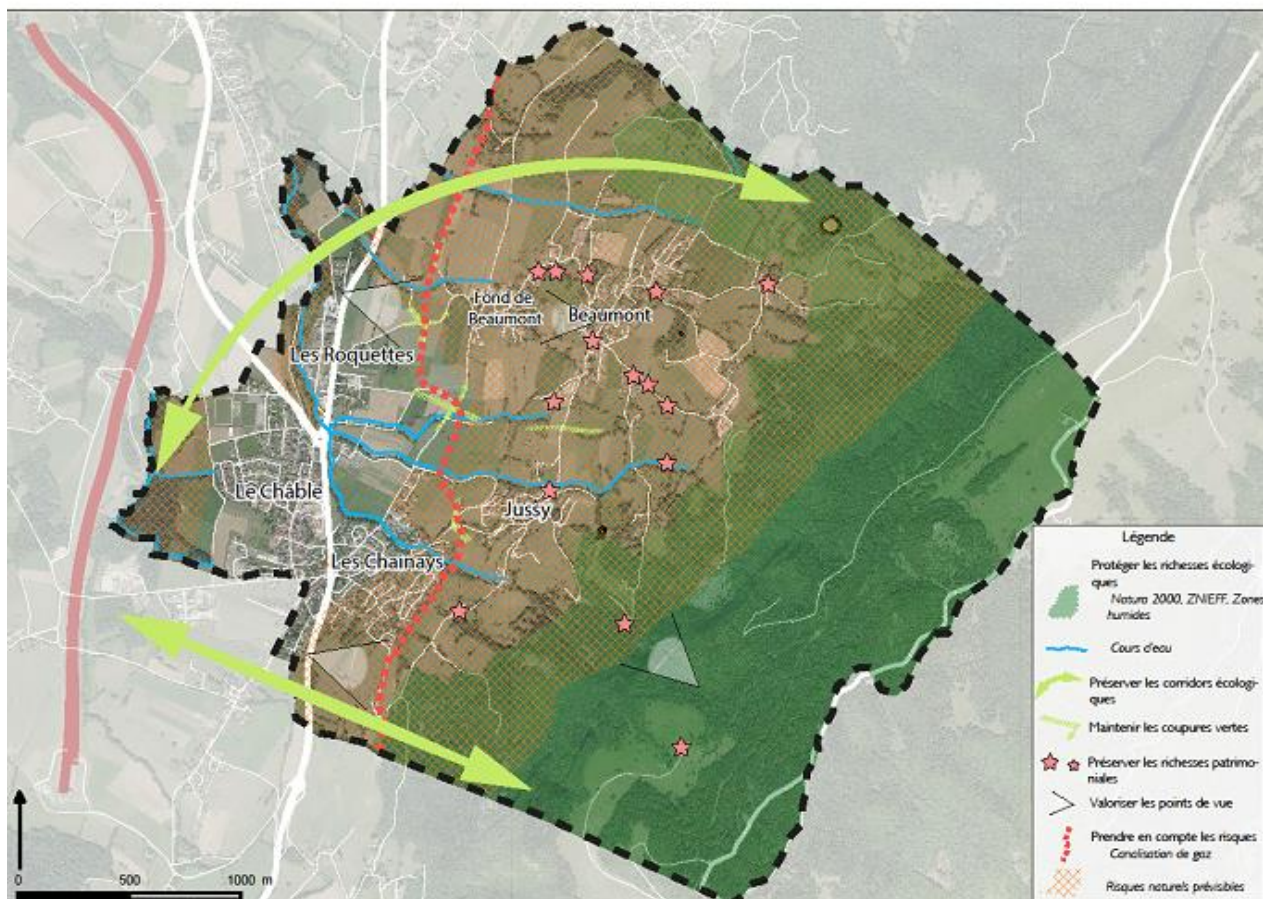 Fond de
Beaumont
Beaumont
Les Roquettes
Le Châble
Jussy
Les Chainays
Légende
Protéger les richesses écologi-
ques
Natura 2000, ZNIEFF, Zones
humides
Cours d'eau
Préserver les corridors écologi-
ques
Maintenir les coupures vertes
Préserver les richesses patrimo-
niales
Valoriser les points de vue
Prendre en compte les risques
Canalisation de gaz
Risques naturels prévisibles
0 500 1000 m